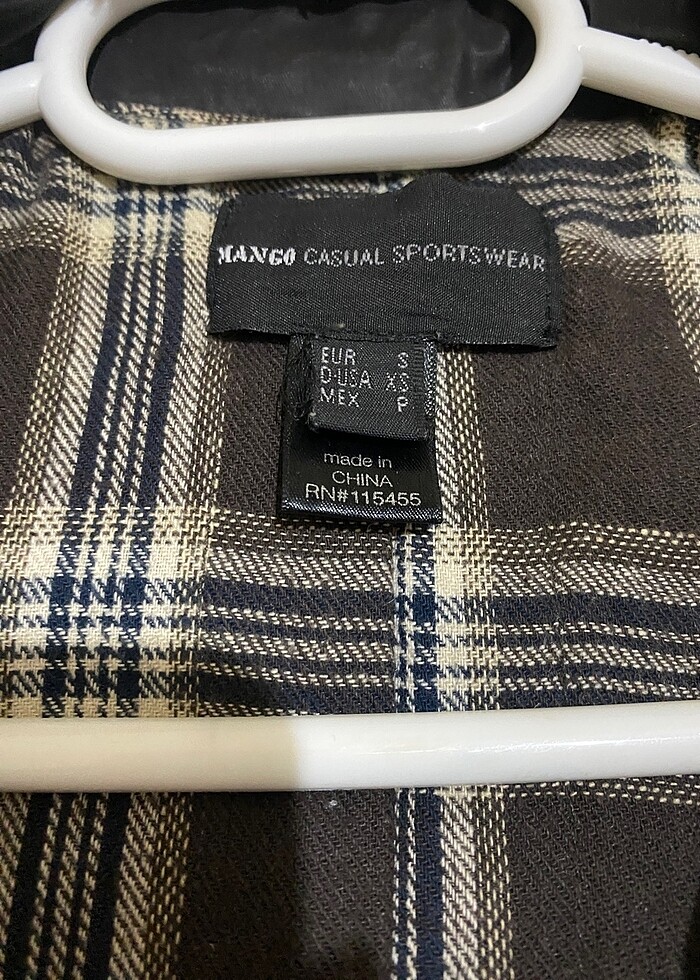 MANGO CASUAL SPORTSWEAR
EUR S
D-USA XS
MEX P
made in
CHINA
RN#115455